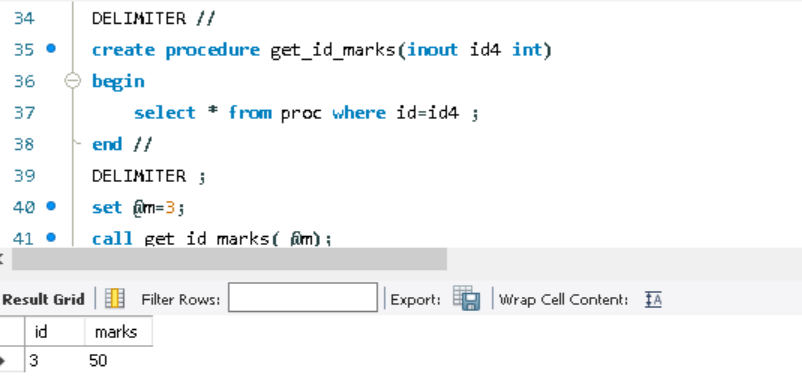 34 DELIMITER //
35 create procedure get_id_marks(inout id4 int)
36 begin
37 select * from proc where id=id4 ;
38 end //
39 DELIMITER ;
40 set @m=3;
41 call get_id_marks( @m);
Result Grid Filter Rows: Export: Wrap Cell Content: IA
id marks
3 50